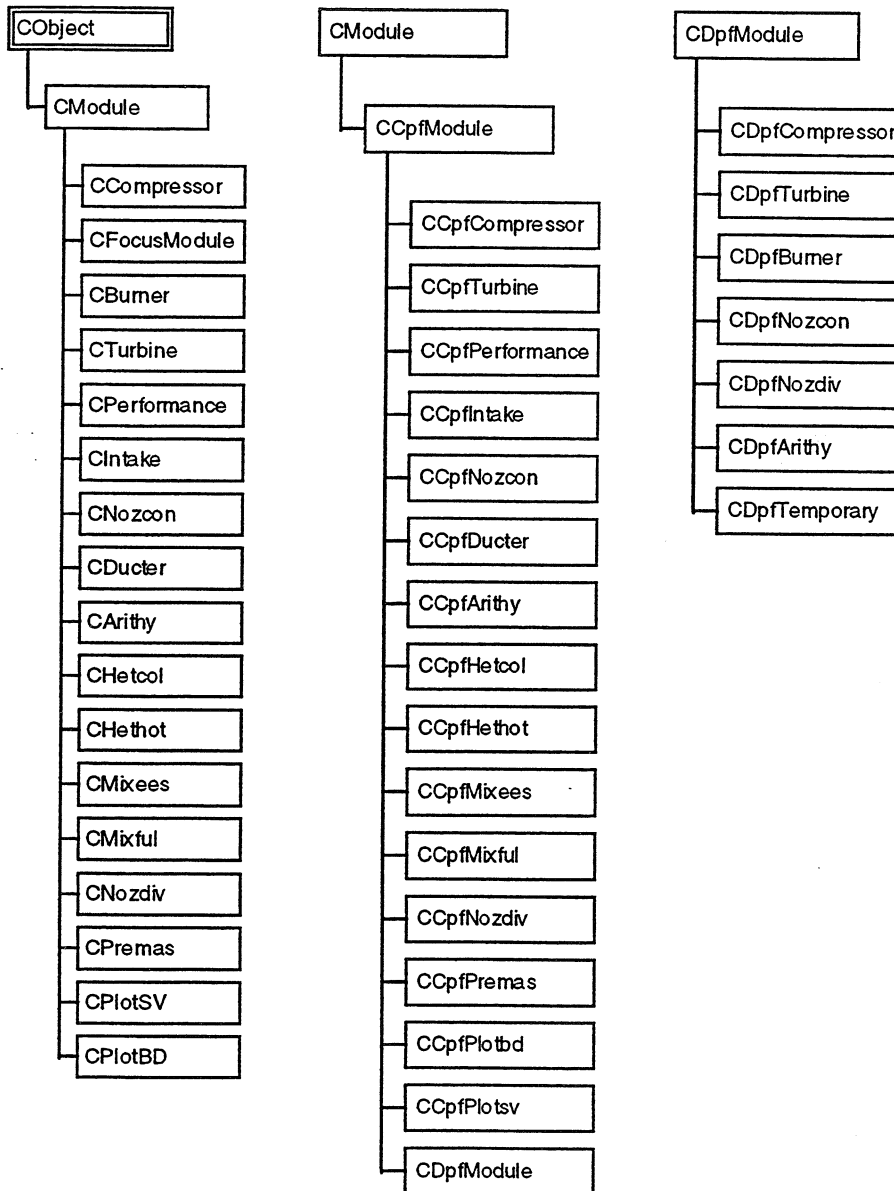 CObject
CModule
CCompressor
CFocusModule
CBurner
CTurbine
CPerformance
CIntake
CNozcon
CDucter
CArithy
CHetcol
CHethot
CMixees
CMixful
CNozdiv
CPremas
CPlotSV
CPlotBD
CModule
CCpfModule
CCpfCompressor
CCpfTurbine
CCpfPerformance
CCpfIntake
CCpfNozcon
CCpfDucter
CCpfArithy
CCpfHetcol
CCpfHethot
CCpfMixees
CCpfMixful
CCpfNozdiv
CCpfPremas
CCpfPlotbd
CCpfPlotsv
CDpfModule
CDpfModule
CDpfCompressor
CDpfTurbine
CDpfBurner
CDpfNozcon
CDpfNozdiv
CDpfArithy
CDpfTemporary